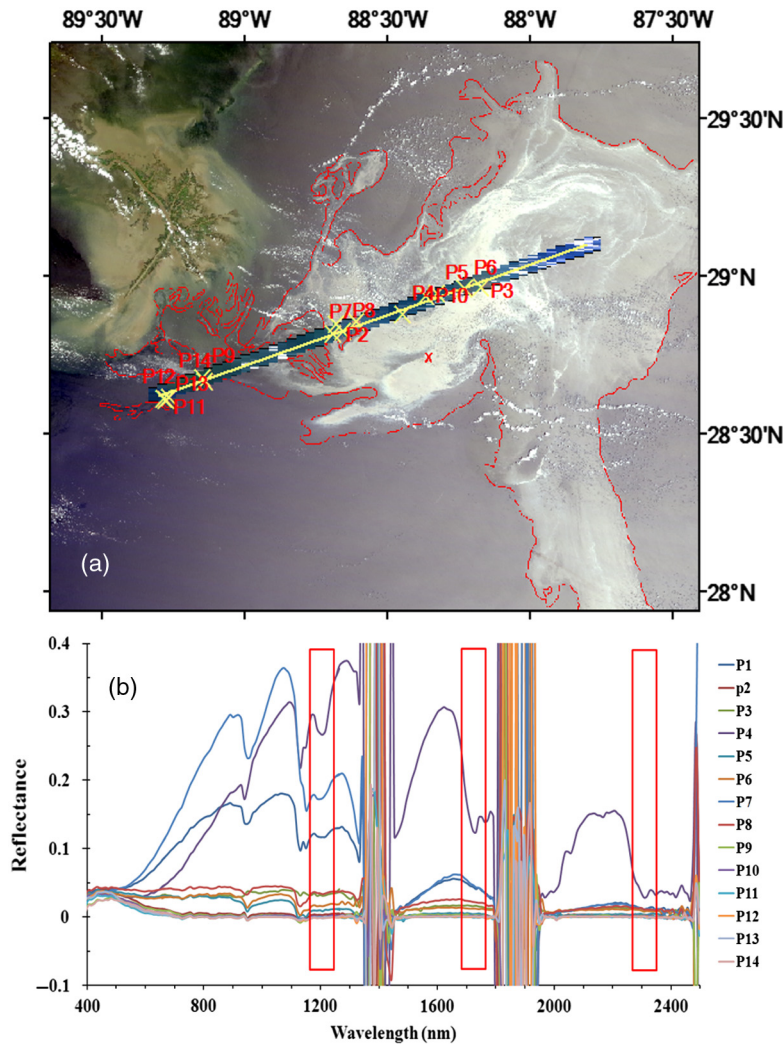 89°30'W 89°W 88°30'W 88°W 87°30'W
29°30'N
P6
P5
29°N
P4 P10 P3
P7 P8
P2
P14 P9
P12 P13
P11
X
28°30'N
(a)
28°N
0.4
(b)
P1
p2
0.3
P3
P4
P5
0.2
P6
P7
Reflectance
P8
0.1
P9
P10
P11
0
P12
P13
P14
−0.1
400 800 1200 1600 2000 2400
Wavelength (nm)